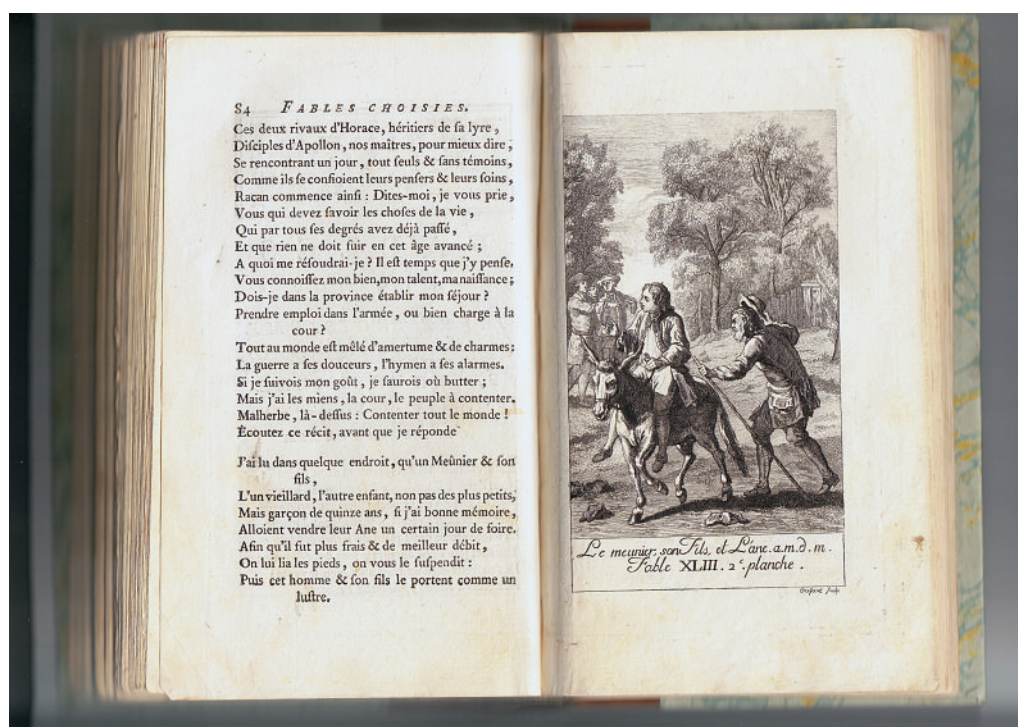 84 FABLES CHOISIES.
Ces deux rivaux d'Horace, héritiers de ſa lyre,
Diſciples d'Apollon, nos maîtres, pour mieux dire,
Se rencontrant un jour, tout ſeuls & ſans témoins,
Comme ils ſe confioient leurs penſers & leurs ſoins,
Racan commence ainſi : Dites-moi, je vous prie,
Vous qui devez ſavoir les choſes de la vie,
Qui par tous ſes degrés avez déjà paſſé,
Et que rien ne doit fuir en cet âge avancé ;
A quoi me réſoudrai-je ? Il eſt temps que j'y penſe.
Vous connoiſſez mon bien, mon talent, ma naiſſance ;
Dois-je dans la province établir mon ſéjour ?
Prendre emploi dans l'armée, ou bien charge à la
cour ?
Tout au monde eſt mêlé d'amertume & de charmes :
La guerre a ſes douceurs, l'hymen a ſes alarmes.
Si je ſuivois mon goût, je ſaurois où butter ;
Mais j'ai les miens, la cour, le peuple à contenter.
Malherbe, là-deſſus : Contenter tout le monde !
Écoutez ce récit, avant que je réponde
J'ai lu dans quelque endroit, qu'un Meûnier & ſon
fils,
L'un vieillard, l'autre enfant, non pas des plus petits,
Mais garçon de quinze ans, ſi j'ai bonne mémoire,
Alloient vendre leur Ane un certain jour de foire.
Afin qu'il fut plus frais & de meilleur débit,
On lui lia les pieds, on vous le ſuſpendit :
Puis cet homme & ſon fils le portent comme un
luſtre.
Le meunier, son Fils, et L'âne. a.m.d.m.
Fable XLIII. 2e. planche.